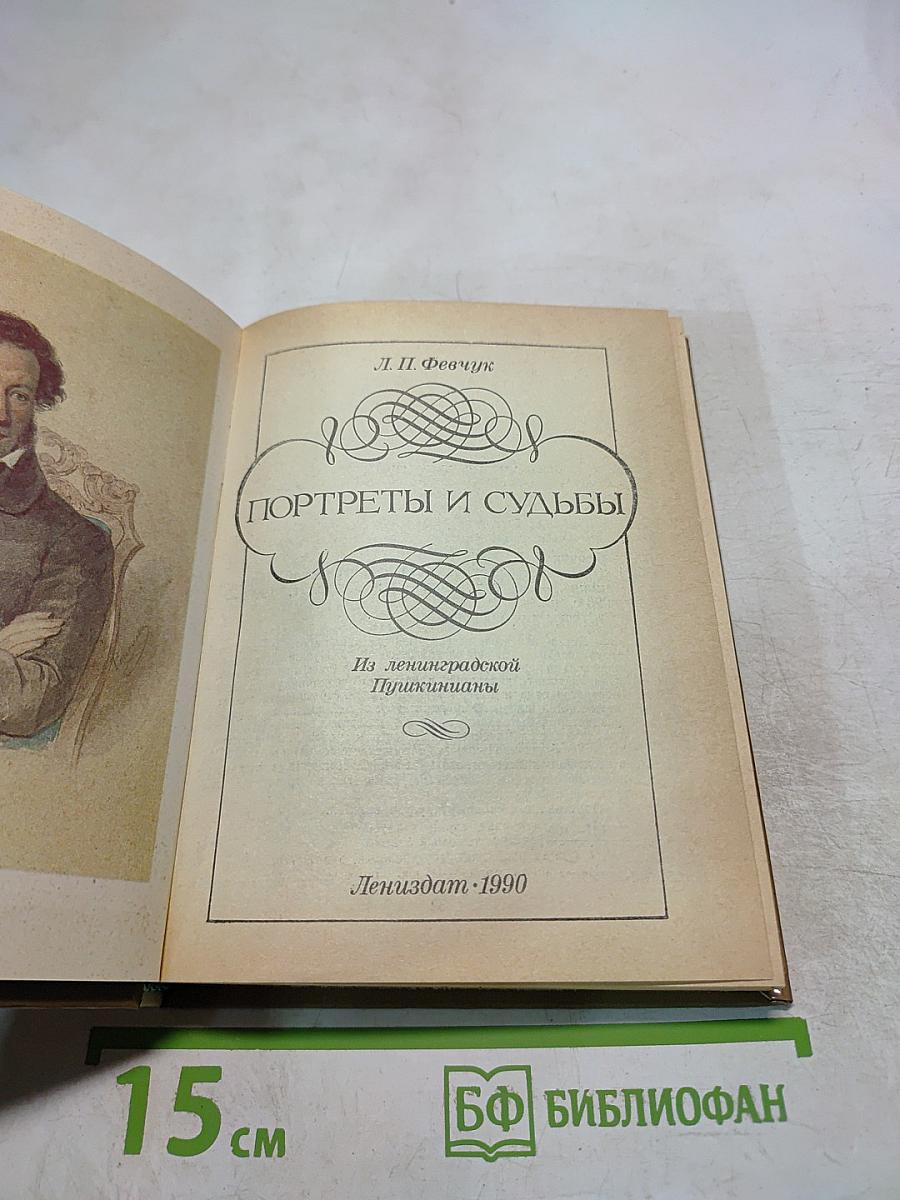 Л. П. Февчук
ПОРТРЕТЫ И СУДЬБЫ
Из ленинградской
Пушкинианы
Лениздат · 1990
15 см
БФ БИБЛИОФАН